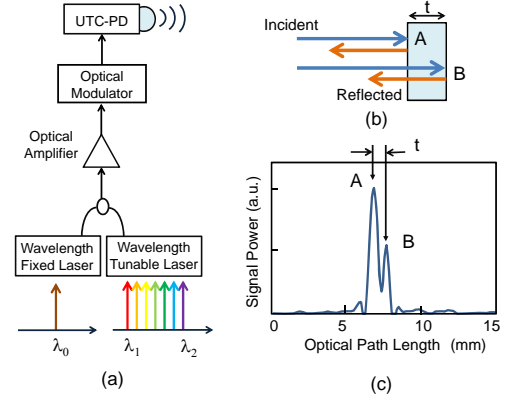 UTC-PD
Optical
Modulator
Optical
Amplifier
Wavelength
Fixed Laser
Wavelength
Tunable Laser
λ0
λ1
λ2
(a)
t
Incident
A
B
Reflected
(b)
t
A
B
Signal Power (a.u.)
0
5
10
15
Optical Path Length (mm)
(c)